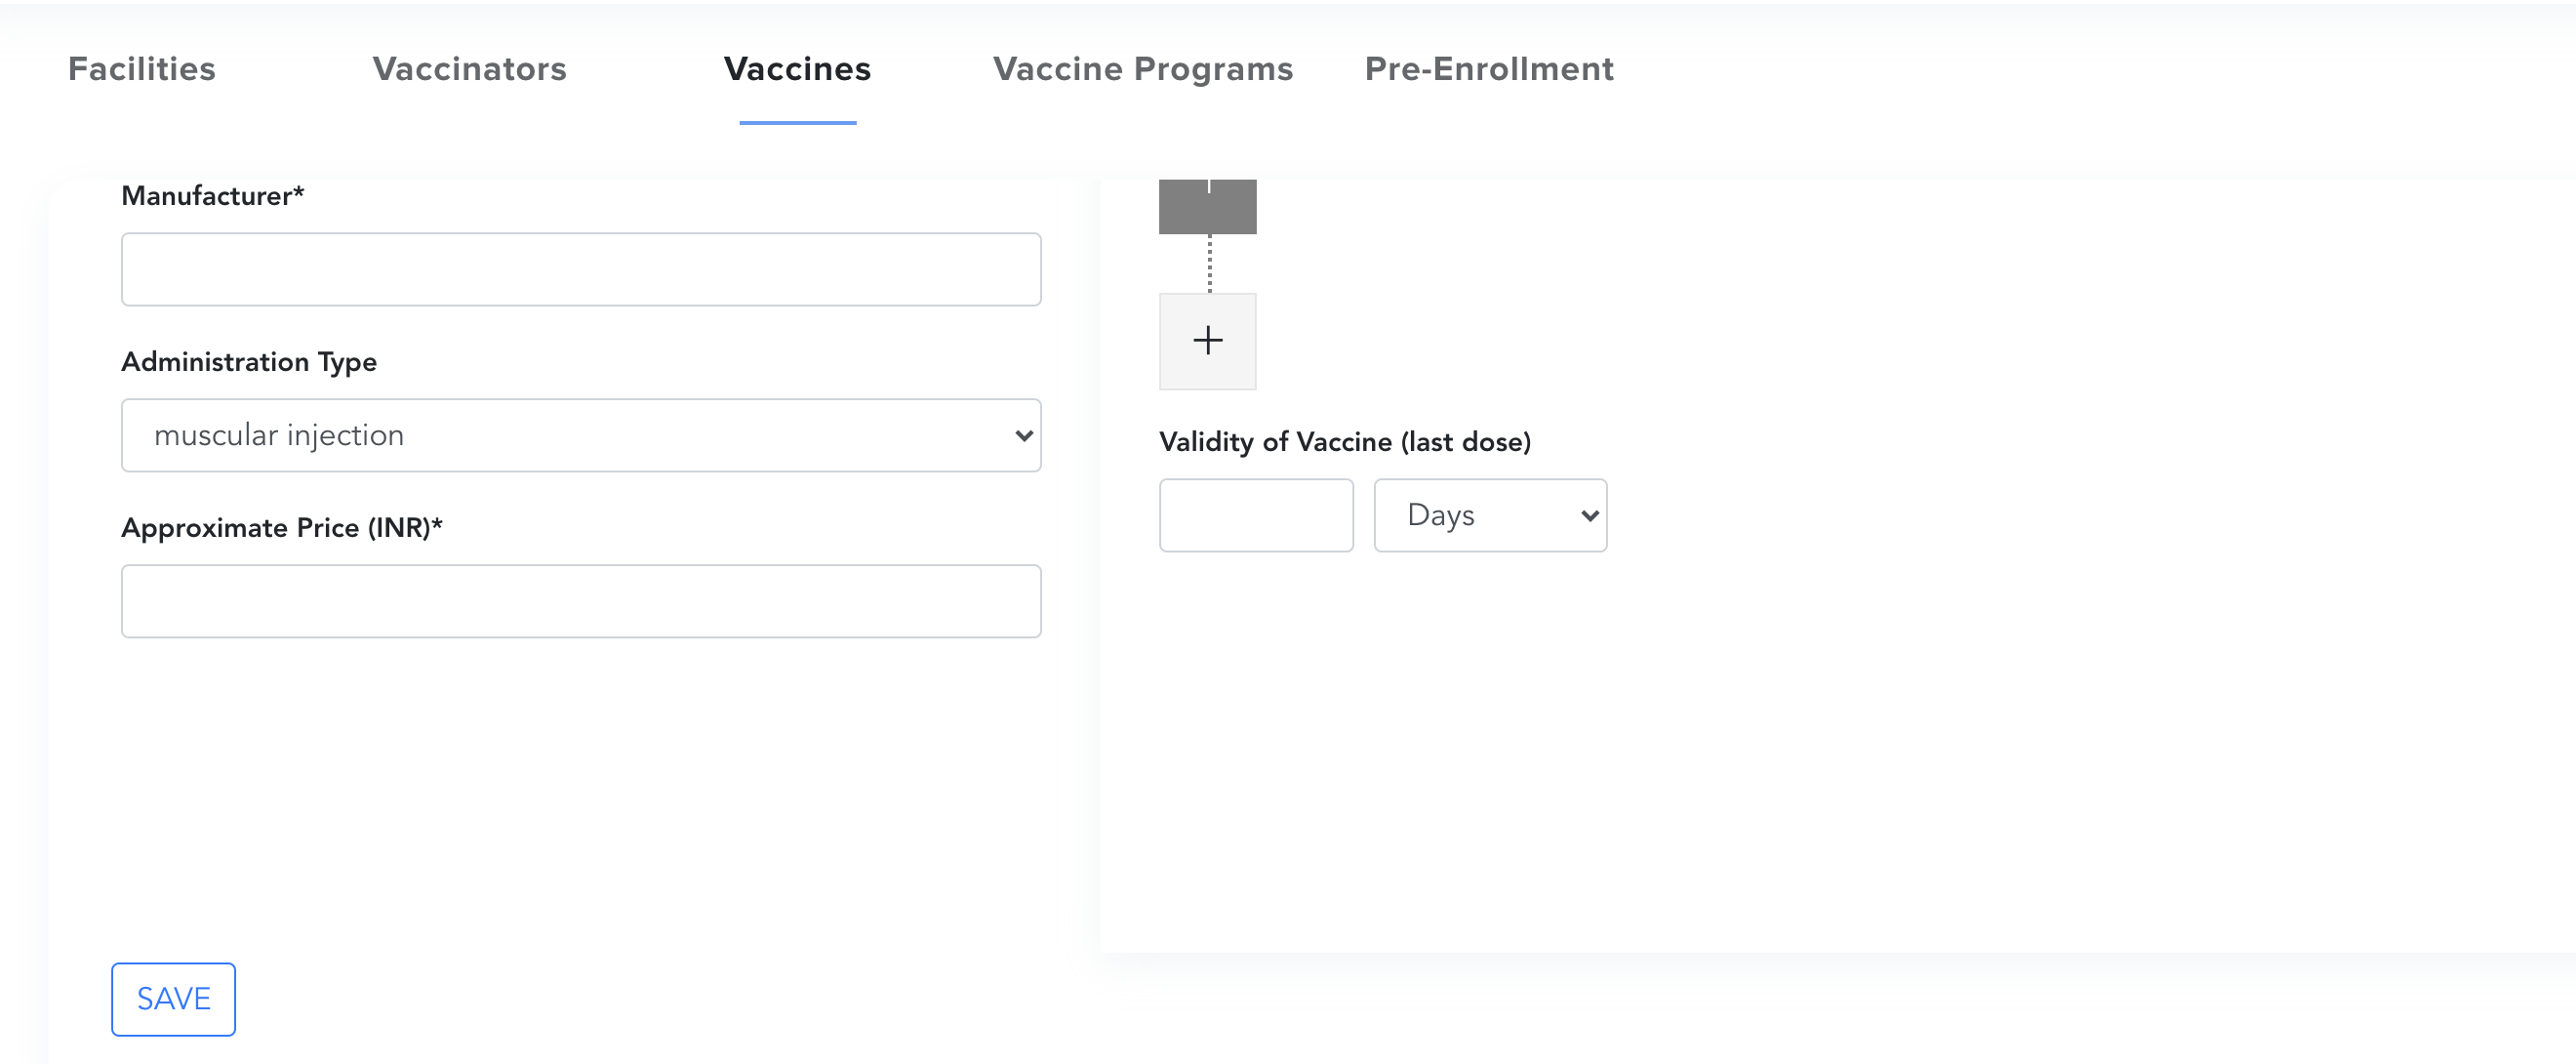 Facilities Vaccinators Vaccines Vaccine Programs Pre-Enrollment
Manufacturer*
Administration Type
muscular injection
Approximate Price (INR)*
+
Validity of Vaccine (last dose)
Days
SAVE